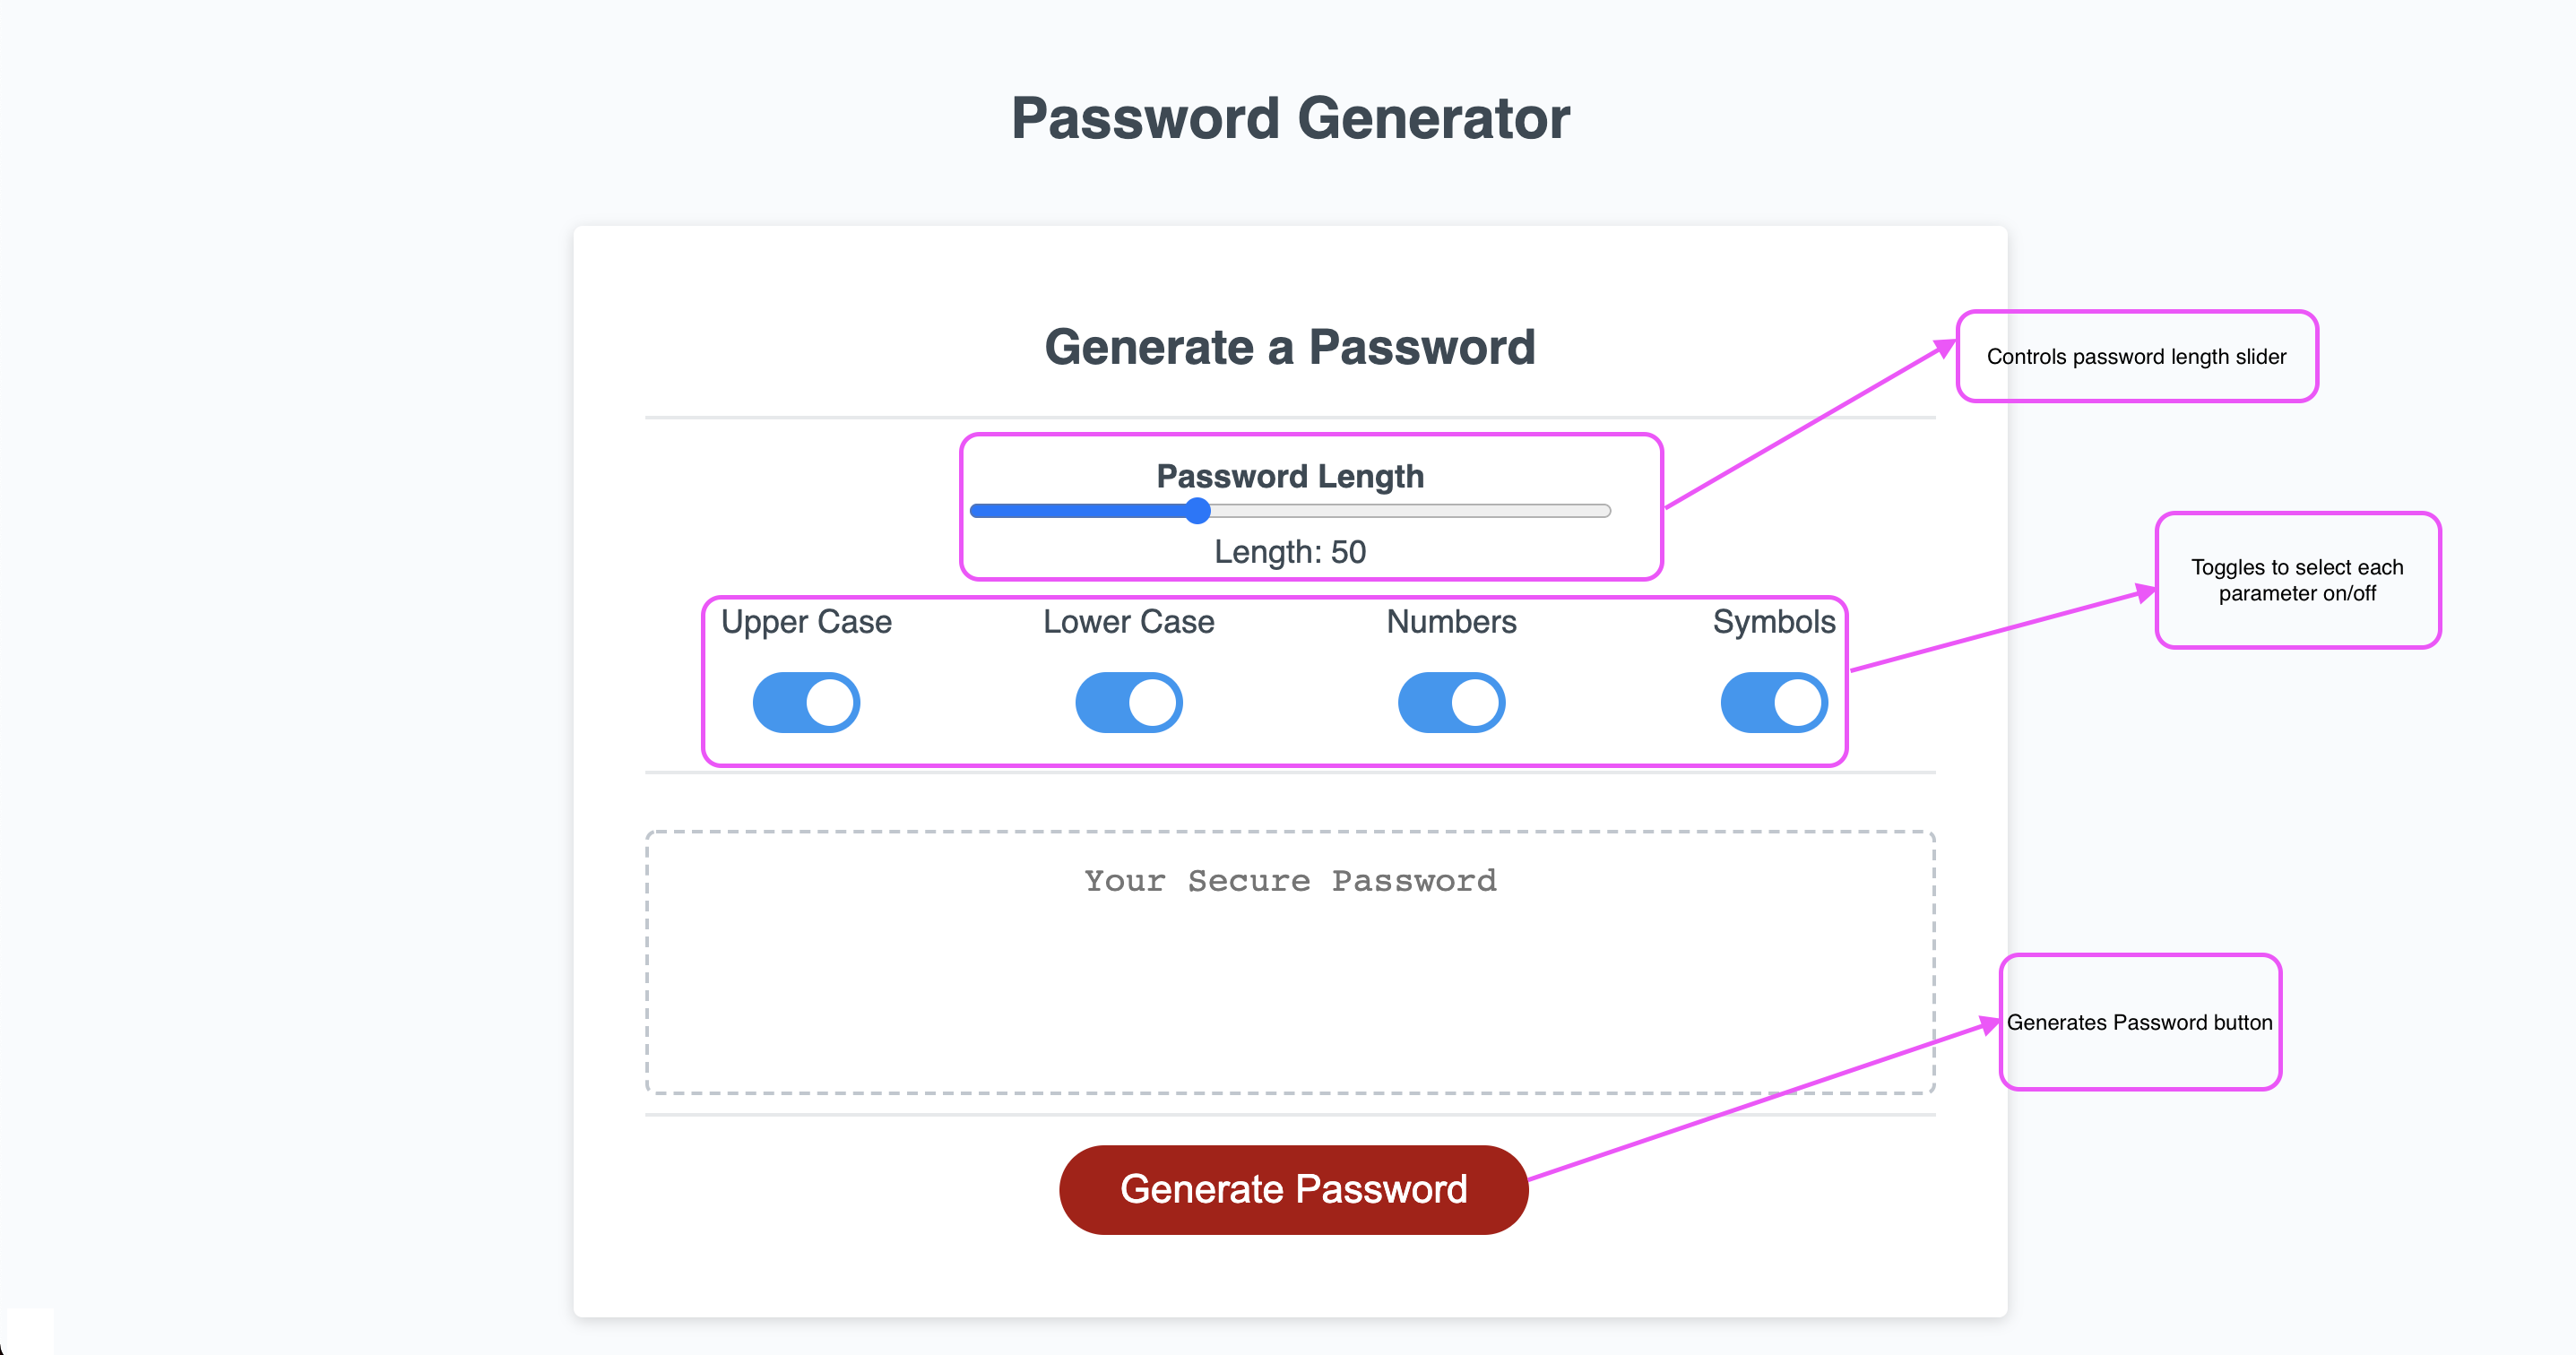 Password Generator
Generate a Password
Controls password length slider
Password Length
Length: 50
Toggles to select each
parameter on/off
Upper Case
Lower Case
Numbers
Symbols
Your Secure Password
Generates Password button
Generate Password